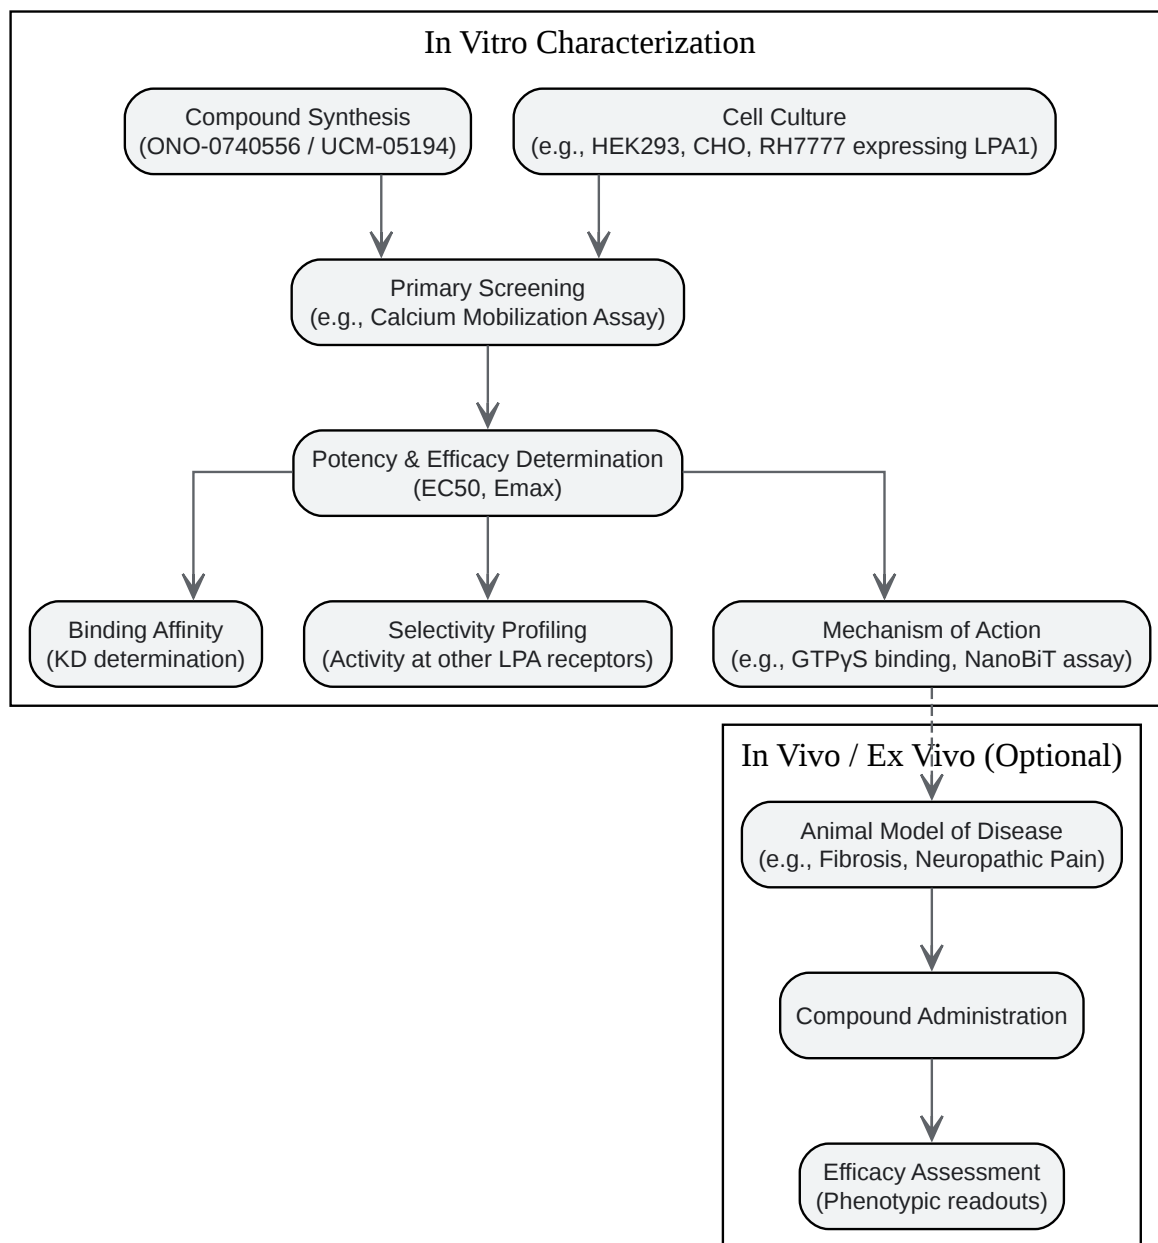 In Vitro Characterization
Compound Synthesis
(ONO-0740556 / UCM-05194)
Cell Culture
(e.g., HEK293, CHO, RH7777 expressing LPA1)
Primary Screening
(e.g., Calcium Mobilization Assay)
Potency & Efficacy Determination
(EC50, Emax)
Binding Affinity
(KD determination)
Selectivity Profiling
(Activity at other LPA receptors)
Mechanism of Action
(e.g., GTPγS binding, NanoBiT assay)
In Vivo / Ex Vivo (Optional)
Animal Model of Disease
(e.g., Fibrosis, Neuropathic Pain)
Compound Administration
Efficacy Assessment
(Phenotypic readouts)